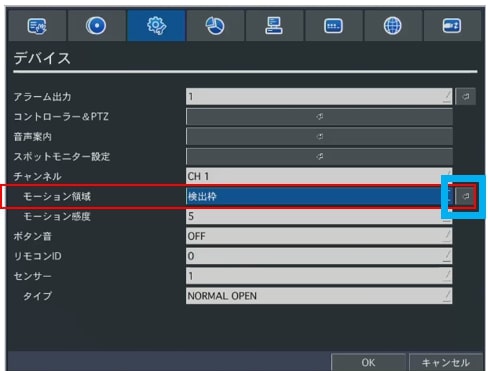 デバイス
アラーム出力 1
コントローラー&PTZ
音声案内
スポットモニター設定
チャンネル CH 1
モーション領域 検出枠
モーション感度 5
ボタン音 OFF
リモコンID 0
センサー 1
タイプ NORMAL OPEN
OK キャンセル